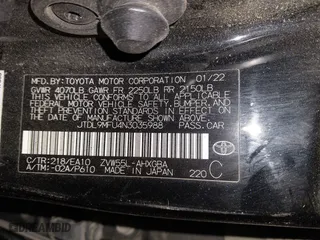 MFD.BY:TOYOTA MOTOR CORPORATION 01/22
GVWR 4070LB GAWR FR 2250LB RR 2150LB
THIS VEHICLE CONFORMS TO ALL APPLICABLE
FEDERAL MOTOR VEHICLE SAFETY, BUMPER, AND
THEFT PREVENTION STANDARDS IN EFFECT ON THE
DATE OF MANUFACTURE SHOWN ABOVE.
JTDL9MFU4N3035988 PASS.CAR
C/TR:218/EA10 ZVW55L-AHXGBA
A/TM:-02A/P610 MADE IN JAPAN 220 C